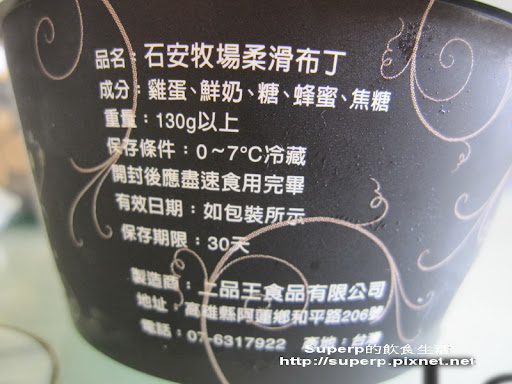 品名：石安牧場柔滑布丁
成分：雞蛋、鮮奶、糖、蜂蜜、焦糖
重量：130g以上
保存條件：0～7℃冷藏
開封後應盡速食用完畢
有效日期：如包裝所示
保存期限：30天
製造商：上品王食品有限公司
地址：高雄縣阿蓮鄉和平路206號
電話：07-6317922 產地：台灣
Superp的飲食生活
http://superp.pixnet.net